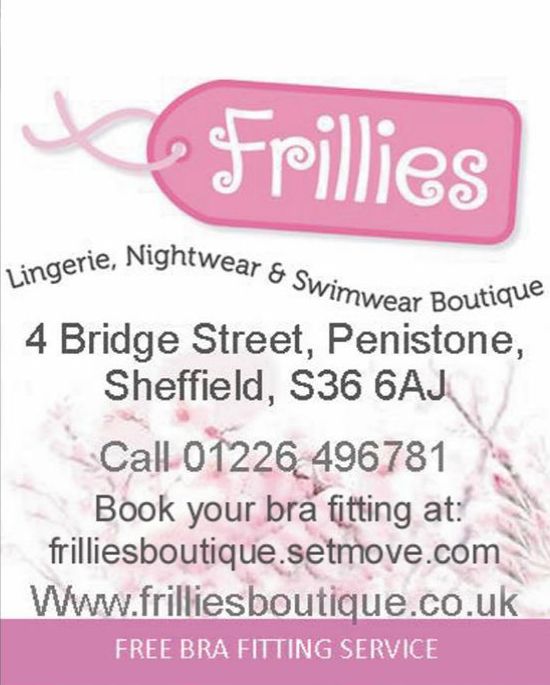 Frillies
Lingerie, Nightwear & Swimwear Boutique
4 Bridge Street, Penistone,
Sheffield, S36 6AJ
Call 01226 496781
Book your bra fitting at:
frilliesboutique.setmove.com
Www.frilliesboutique.co.uk
FREE BRA FITTING SERVICE